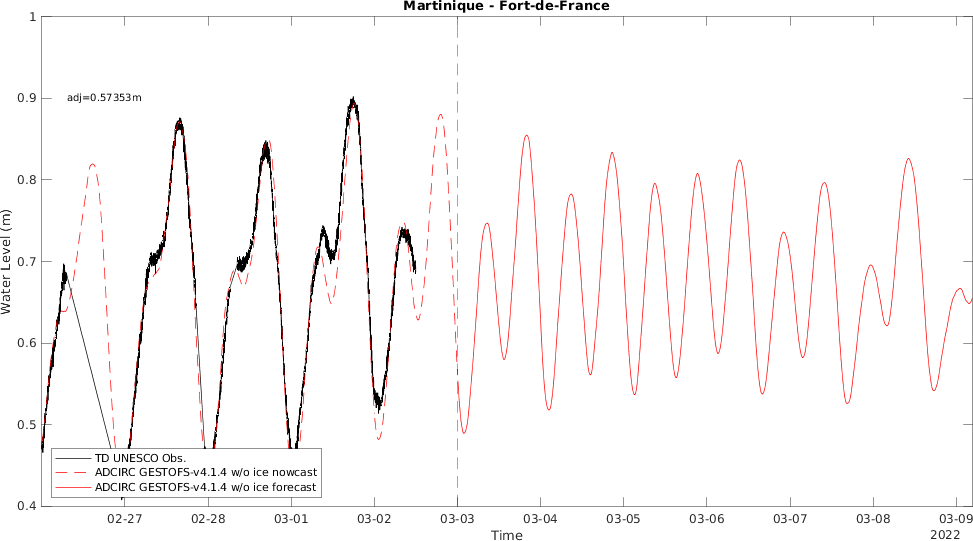 Martinique - Fort-de-France
1
0.9
0.8
0.7
0.6
0.5
0.4
Water Level (m)
adj=0.57353m
TD UNESCO Obs.
ADCIRC GESTOFS-v4.1.4 w/o ice nowcast
ADCIRC GESTOFS-v4.1.4 w/o ice forecast
02-27 02-28 03-01 03-02 03-03 03-04 03-05 03-06 03-07 03-08 03-09
Time
2022